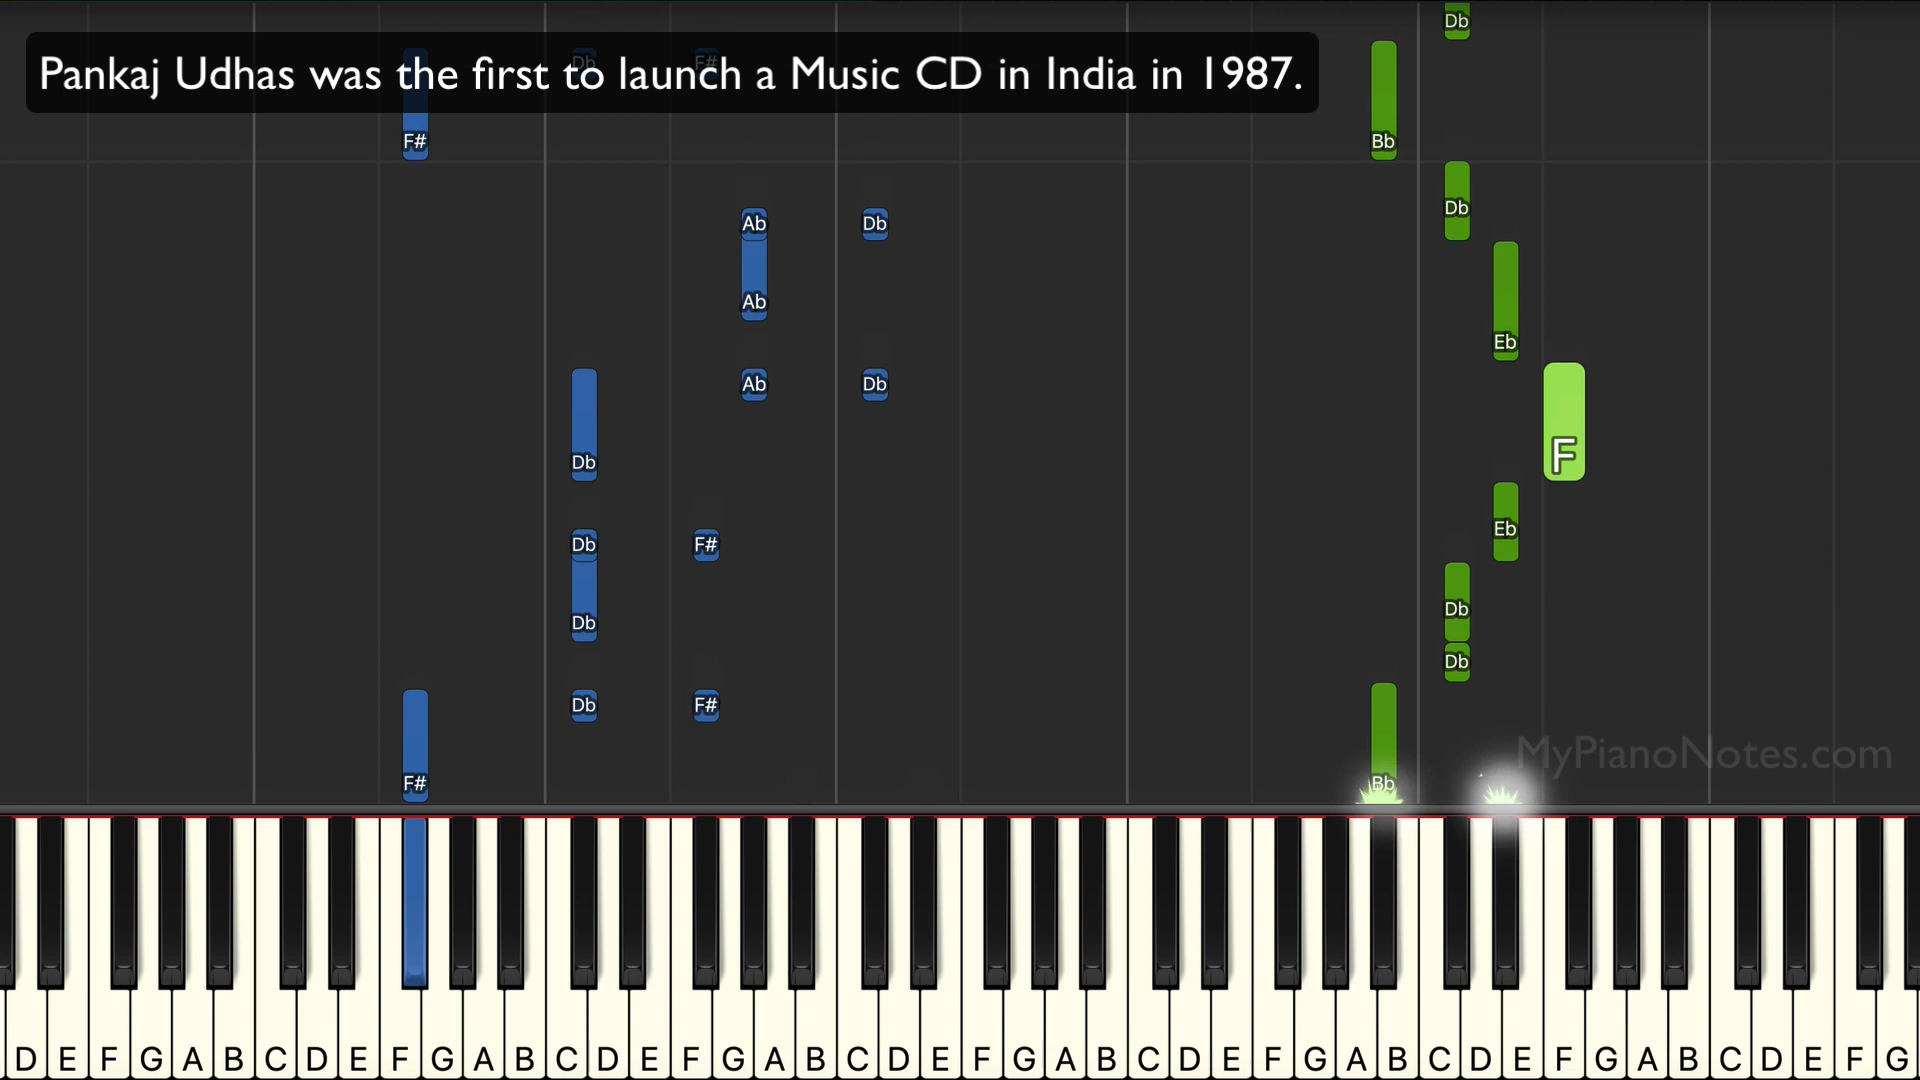 Pankaj Udhas was the first to launch a Music CD in India in 1987.
Db
Db F#
F# Bb
Db
Ab Db
Ab
Eb
Ab Db
F
Db
Eb
Db F#
Db
Db
Db
Db F#
MyPianoNotes.com
F# Bb
D E F G A B C D E F G A B C D E F G A B C D E F G A B C D E F G A B C D E F G